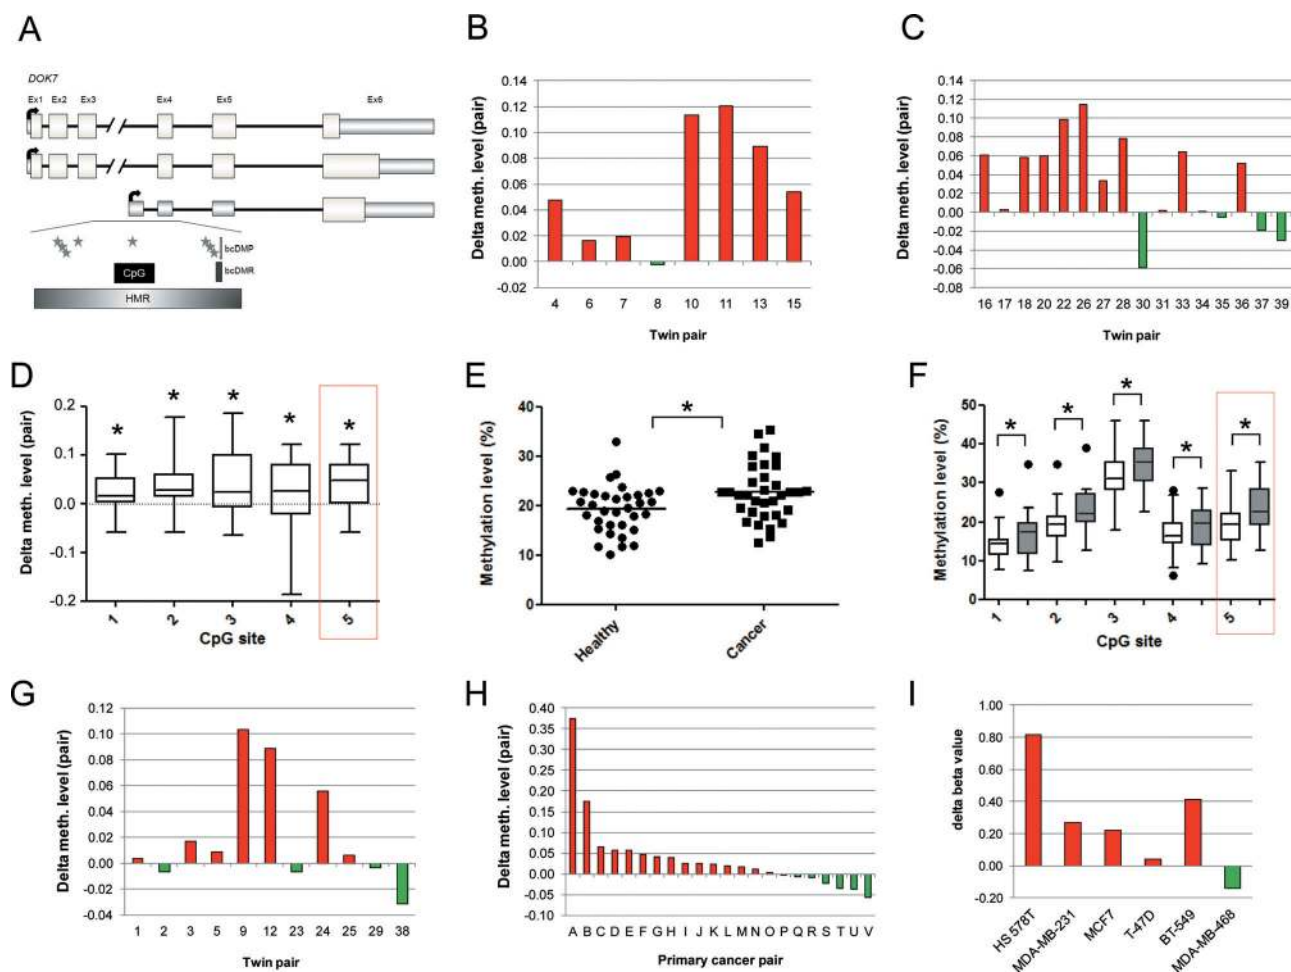 A
DOK7
Ex1 Ex2 Ex3 Ex4 Ex5 Ex6
bcDMP
CpG
bcDMR
HMR
B
Delta meth. level (pair)
0.14
0.12
0.10
0.08
0.06
0.04
0.02
0.00
-0.02
4 6 7 8 10 11 13 15
Twin pair
C
Delta meth. level (pair)
0.14
0.12
0.10
0.08
0.06
0.04
0.02
0.00
-0.02
-0.04
-0.06
-0.08
16 17 18 20 22 26 27 28 30 31 33 34 35 36 37 39
Twin pair
D
Delta meth. level (pair)
0.2
0.1
0.0
-0.1
-0.2
* * * * *
1 2 3 4 5
CpG site
E
Methylation level (%)
40
30
20
10
0
*
Healthy Cancer
F
Methylation level (%)
50
40
30
20
10
0
* * * * *
1 2 3 4 5
CpG site
G
Delta meth. level (pair)
0.12
0.10
0.08
0.06
0.04
0.02
0.00
-0.02
-0.04
1 2 3 5 9 12 23 24 25 29 38
Twin pair
H
Delta meth. level (pair)
0.40
0.35
0.30
0.25
0.20
0.15
0.10
0.05
0.00
-0.05
-0.10
A B C D E F G H I J K L M N O P Q R S T U V
Primary cancer pair
I
delta beta value
1.00
0.80
0.60
0.40
0.20
0.00
-0.20
HS 578T
MDA-MB-231
MCF7
T-47D
BT-549
MDA-MB-468